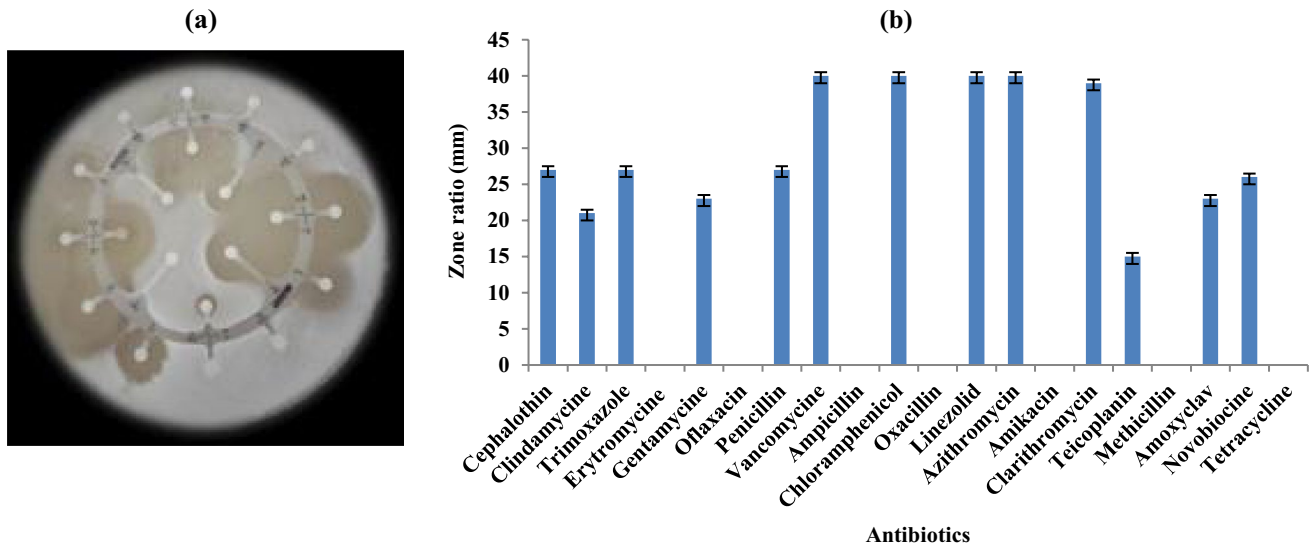 (a)
(b)
Zone ratio (mm)
45
40
35
30
25
20
15
10
5
0
Cephalothin
Clindamycine
Trimoxazole
Erytromycine
Gentamycine
Oflaxacin
Penicillin
Vancomycine
Ampicillin
Chloramphenicol
Oxacillin
Linezolid
Azithromycin
Amikacin
Clarithromycin
Teicoplanin
Methicillin
Amoxyclav
Novobiocine
Tetracycline
Antibiotics